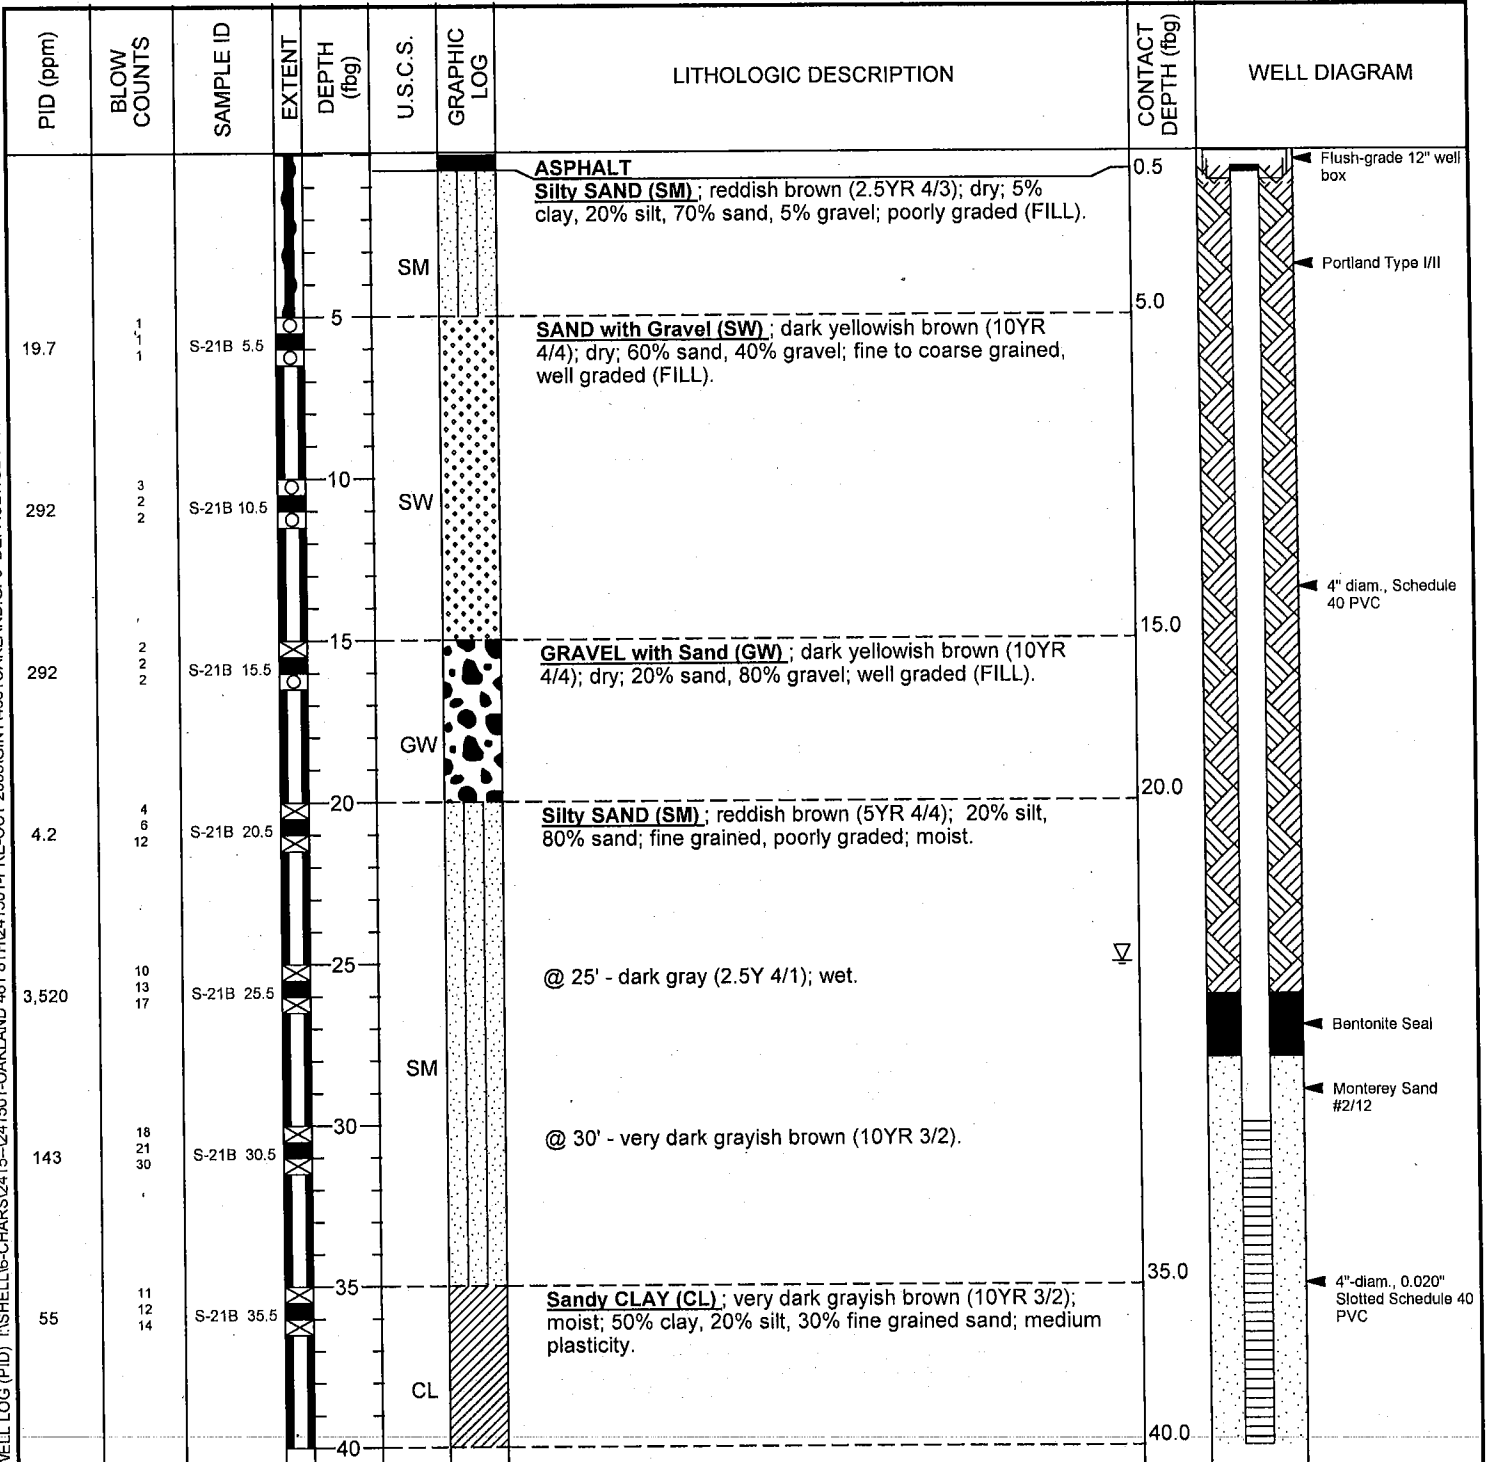 PID (ppm)
BLOW
COUNTS
SAMPLE ID
EXTENT
DEPTH
(fbg)
U.S.C.S.
GRAPHIC
LOG
LITHOLOGIC DESCRIPTION
CONTACT
DEPTH (fbg)
WELL DIAGRAM
ASPHALT
0.5
Flush-grade 12" well
box
Silty SAND (SM) ; reddish brown (2.5YR 4/3); dry; 5%
clay, 20% silt, 70% sand, 5% gravel; poorly graded (FILL).
SM
Portland Type I/II
5
5.0
19.7
1
1
1
S-21B 5.5
SAND with Gravel (SW) ; dark yellowish brown (10YR
4/4); dry; 60% sand, 40% gravel; fine to coarse grained,
well graded (FILL).
10
292
3
2
2
S-21B 10.5
SW
4" diam., Schedule
40 PVC
15
15.0
292
2
2
2
S-21B 15.5
GRAVEL with Sand (GW) ; dark yellowish brown (10YR
4/4); dry; 20% sand, 80% gravel; well graded (FILL).
GW
20
20.0
4.2
4
6
12
S-21B 20.5
Silty SAND (SM) ; reddish brown (5YR 4/4); 20% silt,
80% sand; fine grained, poorly graded; moist.
25
3,520
10
13
17
S-21B 25.5
@ 25' - dark gray (2.5Y 4/1); wet.
Bentonite Seal
SM
Monterey Sand
#2/12
30
143
18
21
30
S-21B 30.5
@ 30' - very dark grayish brown (10YR 3/2).
35
35.0
55
11
12
14
S-21B 35.5
Sandy CLAY (CL) ; very dark grayish brown (10YR 3/2);
moist; 50% clay, 20% silt, 30% fine grained sand; medium
plasticity.
4"-diam., 0.020"
Slotted Schedule 40
PVC
CL
40
40.0
WELL LOG (PID)